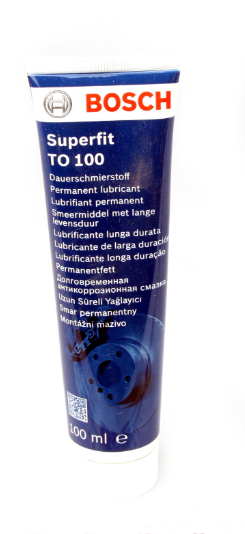 BOSCH
Superfit
TO 100
Dauerschmierstoff
Permanent lubricant
Lubrifiant permanent
Smeermiddel met lange
levensduur
Lubrificante lunga durata
Lubricante de larga duración
Lubrificante longa duração
Permanentfett
Долговременная
антикоррозионная смазка
Uzun Süreli Yağlayıcı
Smar permanentny
Montážní mazivo
100 ml e